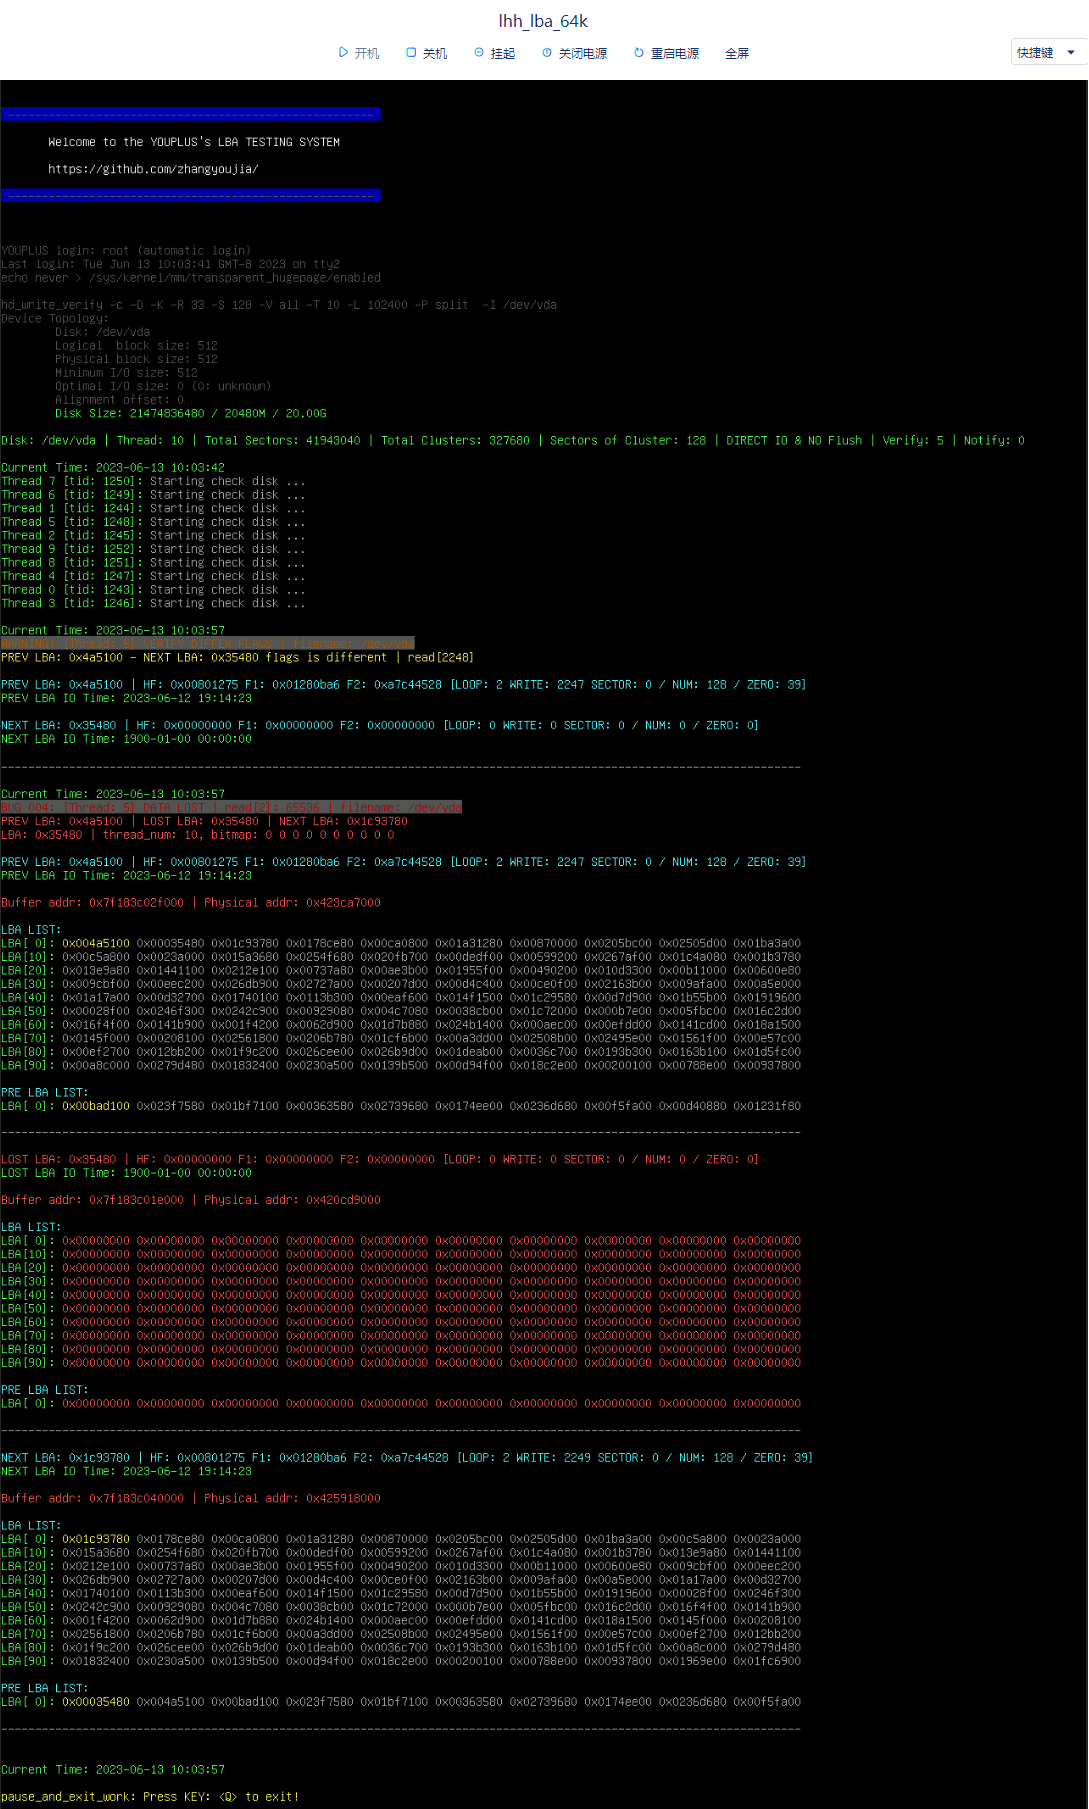 lhh_lba_64k
开机 关机 挂起 关闭电源 重启电源 全屏 快捷键
----------------------------------------------------
Welcome to the YOUPLUS's LBA TESTING SYSTEM
https://github.com/zhangyoujia/
----------------------------------------------------
YOUPLUS login: root (automatic login)
Last login: Tue Jun 13 10:03:41 GMT-8 2023 on tty2
echo never > /sys/kernel/mm/transparent_hugepage/enabled
hd_write_verify -c -D -K -R 33 -S 128 -V all -T 10 -L 102400 -P split  -I /dev/vda
Device Topology:
Disk: /dev/vda
Logical  block size: 512
Physical block size: 512
Minimum I/O size: 512
Optimal I/O size: 0 (0: unknown)
Alignment offset: 0
Disk Size: 21474836480 / 20480M / 20.00G
Disk: /dev/vda | Thread: 10 | Total Sectors: 41943040 | Total Clusters: 327680 | Sectors of Cluster: 128 | DIRECT IO & NO Flush | Verify: 5 | Notify: 0
Current Time: 2023-06-13 10:03:42
Thread 7 [tid: 1250]: Starting check disk ...
Thread 6 [tid: 1249]: Starting check disk ...
Thread 1 [tid: 1244]: Starting check disk ...
Thread 5 [tid: 1248]: Starting check disk ...
Thread 2 [tid: 1245]: Starting check disk ...
Thread 9 [tid: 1252]: Starting check disk ...
Thread 8 [tid: 1251]: Starting check disk ...
Thread 4 [tid: 1247]: Starting check disk ...
Thread 0 [tid: 1243]: Starting check disk ...
Thread 3 [tid: 1246]: Starting check disk ...
Current Time: 2023-06-13 10:03:57
WARNING! [Thread: 5] VERIFY DIFFER FLAGS | filename: /dev/vda
PREV LBA: 0x4a5100 - NEXT LBA: 0x35480 flags is different | read[2248]
PREV LBA: 0x4a5100 | HF: 0x00801275 F1: 0x01280ba6 F2: 0xa7c44528 [LOOP: 2 WRITE: 2247 SECTOR: 0 / NUM: 128 / ZERO: 39]
PREV LBA IO Time: 2023-06-12 19:14:23
NEXT LBA: 0x35480 | HF: 0x00000000 F1: 0x00000000 F2: 0x00000000 [LOOP: 0 WRITE: 0 SECTOR: 0 / NUM: 0 / ZERO: 0]
NEXT LBA IO Time: 1900-01-00 00:00:00
----------------------------------------------------------------------------------------------------------------------
Current Time: 2023-06-13 10:03:57
BUG 004: [Thread: 5] DATA LOST | read[2]: 65536 | filename: /dev/vda
PREV LBA: 0x4a5100 | LOST LBA: 0x35480 | NEXT LBA: 0x1c93780
LBA: 0x35480 | thread_num: 10, bitmap: 0 0 0 0 0 0 0 0 0 0
PREV LBA: 0x4a5100 | HF: 0x00801275 F1: 0x01280ba6 F2: 0xa7c44528 [LOOP: 2 WRITE: 2247 SECTOR: 0 / NUM: 128 / ZERO: 39]
PREV LBA IO Time: 2023-06-12 19:14:23
Buffer addr: 0x7f183c02f000 | Physical addr: 0x423ca7000
LBA LIST:
LBA[ 0]: 0x004a5100 0x00035480 0x01c93780 0x0178ce80 0x00ca0800 0x01a31280 0x00870000 0x0205bc00 0x02505d00 0x01ba3a00
LBA[10]: 0x00c5a800 0x0023a000 0x015a3680 0x0254f680 0x020fb700 0x00dedf00 0x00599200 0x0267af00 0x01c4a080 0x001b3780
LBA[20]: 0x013e9a80 0x01441100 0x0212e100 0x00737a80 0x00ae3b00 0x01955f00 0x00490200 0x010d3300 0x00b11000 0x00600e80
LBA[30]: 0x009cbf00 0x00eec200 0x026db900 0x02727a00 0x00207d00 0x00d4c400 0x00ce0f00 0x02163b00 0x009afa00 0x00a5e000
LBA[40]: 0x01a17a00 0x00d32700 0x01740100 0x0113b300 0x00eaf600 0x014f1500 0x01c29580 0x00d7d900 0x01b55b00 0x01919600
LBA[50]: 0x00028f00 0x0246f300 0x0242c900 0x00929080 0x004c7080 0x0038cb00 0x01c72000 0x000b7e00 0x005fbc00 0x016c2d00
LBA[60]: 0x016f4f00 0x0141b900 0x001f4200 0x0062d900 0x01d7b880 0x024b1400 0x000aec00 0x00efdd00 0x0141cd00 0x018a1500
LBA[70]: 0x0145f000 0x00208100 0x02561800 0x0206b780 0x01cf6b00 0x00a3dd00 0x02508b00 0x02495e00 0x01561f00 0x00e57c00
LBA[80]: 0x00ef2700 0x012bb200 0x01f9c200 0x026cee00 0x026b9d00 0x01deab00 0x0036c700 0x0193b300 0x0163b100 0x01d5fc00
LBA[90]: 0x00a8c000 0x0279d480 0x01832400 0x0230a500 0x0139b500 0x00d94f00 0x018c2e00 0x00200100 0x00788e00 0x00937800
PRE LBA LIST:
LBA[ 0]: 0x00bad100 0x023f7580 0x01bf7100 0x00363580 0x02739680 0x0174ee00 0x0236d680 0x00f5fa00 0x00d40880 0x01231f80
----------------------------------------------------------------------------------------------------------------------
LOST LBA: 0x35480 | HF: 0x00000000 F1: 0x00000000 F2: 0x00000000 [LOOP: 0 WRITE: 0 SECTOR: 0 / NUM: 0 / ZERO: 0]
LOST LBA IO Time: 1900-01-00 00:00:00
Buffer addr: 0x7f183c01e000 | Physical addr: 0x420cd9000
LBA LIST:
LBA[ 0]: 0x00000000 0x00000000 0x00000000 0x00000000 0x00000000 0x00000000 0x00000000 0x00000000 0x00000000 0x00000000
LBA[10]: 0x00000000 0x00000000 0x00000000 0x00000000 0x00000000 0x00000000 0x00000000 0x00000000 0x00000000 0x00000000
LBA[20]: 0x00000000 0x00000000 0x00000000 0x00000000 0x00000000 0x00000000 0x00000000 0x00000000 0x00000000 0x00000000
LBA[30]: 0x00000000 0x00000000 0x00000000 0x00000000 0x00000000 0x00000000 0x00000000 0x00000000 0x00000000 0x00000000
LBA[40]: 0x00000000 0x00000000 0x00000000 0x00000000 0x00000000 0x00000000 0x00000000 0x00000000 0x00000000 0x00000000
LBA[50]: 0x00000000 0x00000000 0x00000000 0x00000000 0x00000000 0x00000000 0x00000000 0x00000000 0x00000000 0x00000000
LBA[60]: 0x00000000 0x00000000 0x00000000 0x00000000 0x00000000 0x00000000 0x00000000 0x00000000 0x00000000 0x00000000
LBA[70]: 0x00000000 0x00000000 0x00000000 0x00000000 0x00000000 0x00000000 0x00000000 0x00000000 0x00000000 0x00000000
LBA[80]: 0x00000000 0x00000000 0x00000000 0x00000000 0x00000000 0x00000000 0x00000000 0x00000000 0x00000000 0x00000000
LBA[90]: 0x00000000 0x00000000 0x00000000 0x00000000 0x00000000 0x00000000 0x00000000 0x00000000 0x00000000 0x00000000
PRE LBA LIST:
LBA[ 0]: 0x00000000 0x00000000 0x00000000 0x00000000 0x00000000 0x00000000 0x00000000 0x00000000 0x00000000 0x00000000
----------------------------------------------------------------------------------------------------------------------
NEXT LBA: 0x1c93780 | HF: 0x00801275 F1: 0x01280ba6 F2: 0xa7c44528 [LOOP: 2 WRITE: 2249 SECTOR: 0 / NUM: 128 / ZERO: 39]
NEXT LBA IO Time: 2023-06-12 19:14:23
Buffer addr: 0x7f183c040000 | Physical addr: 0x425918000
LBA LIST:
LBA[ 0]: 0x01c93780 0x0178ce80 0x00ca0800 0x01a31280 0x00870000 0x0205bc00 0x02505d00 0x01ba3a00 0x00c5a800 0x0023a000
LBA[10]: 0x015a3680 0x0254f680 0x020fb700 0x00dedf00 0x00599200 0x0267af00 0x01c4a080 0x001b3780 0x013e9a80 0x01441100
LBA[20]: 0x0212e100 0x00737a80 0x00ae3b00 0x01955f00 0x00490200 0x010d3300 0x00b11000 0x00600e80 0x009cbf00 0x00eec200
LBA[30]: 0x026db900 0x02727a00 0x00207d00 0x00d4c400 0x00ce0f00 0x02163b00 0x009afa00 0x00a5e000 0x01a17a00 0x00d32700
LBA[40]: 0x01740100 0x0113b300 0x00eaf600 0x014f1500 0x01c29580 0x00d7d900 0x01b55b00 0x01919600 0x00028f00 0x0246f300
LBA[50]: 0x0242c900 0x00929080 0x004c7080 0x0038cb00 0x01c72000 0x000b7e00 0x005fbc00 0x016c2d00 0x016f4f00 0x0141b900
LBA[60]: 0x001f4200 0x0062d900 0x01d7b880 0x024b1400 0x000aec00 0x00efdd00 0x0141cd00 0x018a1500 0x0145f000 0x00208100
LBA[70]: 0x02561800 0x0206b780 0x01cf6b00 0x00a3dd00 0x02508b00 0x02495e00 0x01561f00 0x00e57c00 0x00ef2700 0x012bb200
LBA[80]: 0x01f9c200 0x026cee00 0x026b9d00 0x01deab00 0x0036c700 0x0193b300 0x0163b100 0x01d5fc00 0x00a8c000 0x0279d480
LBA[90]: 0x01832400 0x0230a500 0x0139b500 0x00d94f00 0x018c2e00 0x00200100 0x00788e00 0x00937800 0x01969e00 0x01fc6900
PRE LBA LIST:
LBA[ 0]: 0x00035480 0x004a5100 0x00bad100 0x023f7580 0x01bf7100 0x00363580 0x02739680 0x0174ee00 0x0236d680 0x00f5fa00
----------------------------------------------------------------------------------------------------------------------
Current Time: 2023-06-13 10:03:57
pause_and_exit_work: Press KEY: <Q> to exit!